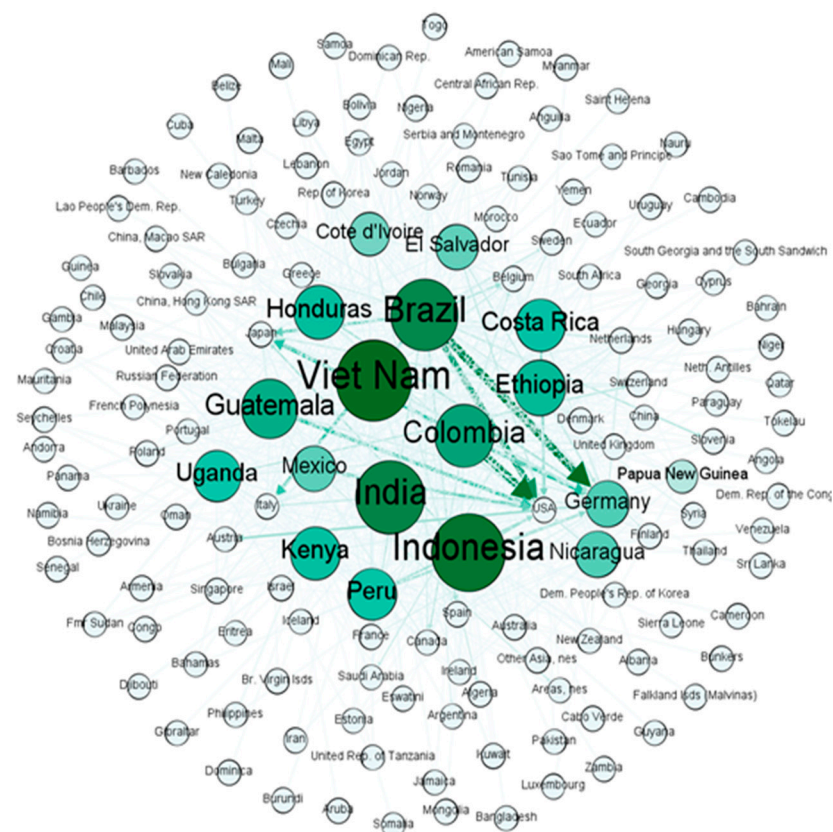 Togo
Samoa
American Samoa
Dominican Rep.
Mali
Myanmar
Belize
Central African Rep.
Saint Helena
Bolivia
Nigeria
Cuba
Libya
Anguilla
Malta
Egypt
Serbia and Montenegro
Nauru
Barbados
New Caledonia
Lebanon
Jordan
Romania
Tunisia
Sao Tome and Principe
Turkey
Rep. of Korea
Norway
Yemen
Cambodia
Lao People's Dem. Rep.
Uruguay
Czechia
Cote d'Ivoire
Morocco
Ecuador
China, Macao SAR
El Salvador
Sweden
South Georgia and the South Sandwich
Guinea
Slovakia
Bulgaria
Greece
Belgium
South Africa
Georgia
Cyprus
Chile
China, Hong Kong SAR
Honduras
Brazil
Costa Rica
Bahrain
Gambia
Malaysia
Japan
Netherlands
Hungary
Croatia
United Arab Emirates
Niger
Mauritania
Russian Federation
Viet Nam
Ethiopia
Switzerland
Neth. Antilles
Qatar
French Polynesia
Guatemala
Paraguay
Seychelles
Denmark
China
Tokelau
Portugal
Colombia
United Kingdom
Slovenia
Andorra
Poland
Angola
Panama
Uganda
Mexico
Papua New Guinea
India
Dem. Rep. of the Cong
Namibia
Ukraine
Oman
Italy
USA
Germany
Syria
Bosnia Herzegovina
Austria
Finland
Venezuela
Senegal
Kenya
Indonesia
Nicaragua
Thailand
Sri Lanka
Armenia
Singapore
Israel
Peru
Dem. People's Rep. of Korea
Fmr Sudan
Congo
Eritrea
Iceland
France
Canada
Spain
Australia
New Zealand
Sierra Leone
Cameroon
Bahamas
Br. Virgin Isds
Saudi Arabia
Ireland
Other Asia, nes
Albania
Bunkers
Djibouti
Eswatini
Algeria
Areas, nes
Falkland Isds (Malvinas)
Philippines
Estonia
Argentina
Cabo Verde
Gibraltar
Iran
United Rep. of Tanzania
Kuwait
Pakistan
Guyana
Dominica
Jamaica
Luxembourg
Zambia
Burundi
Aruba
Somalia
Mongolia
Bangladesh